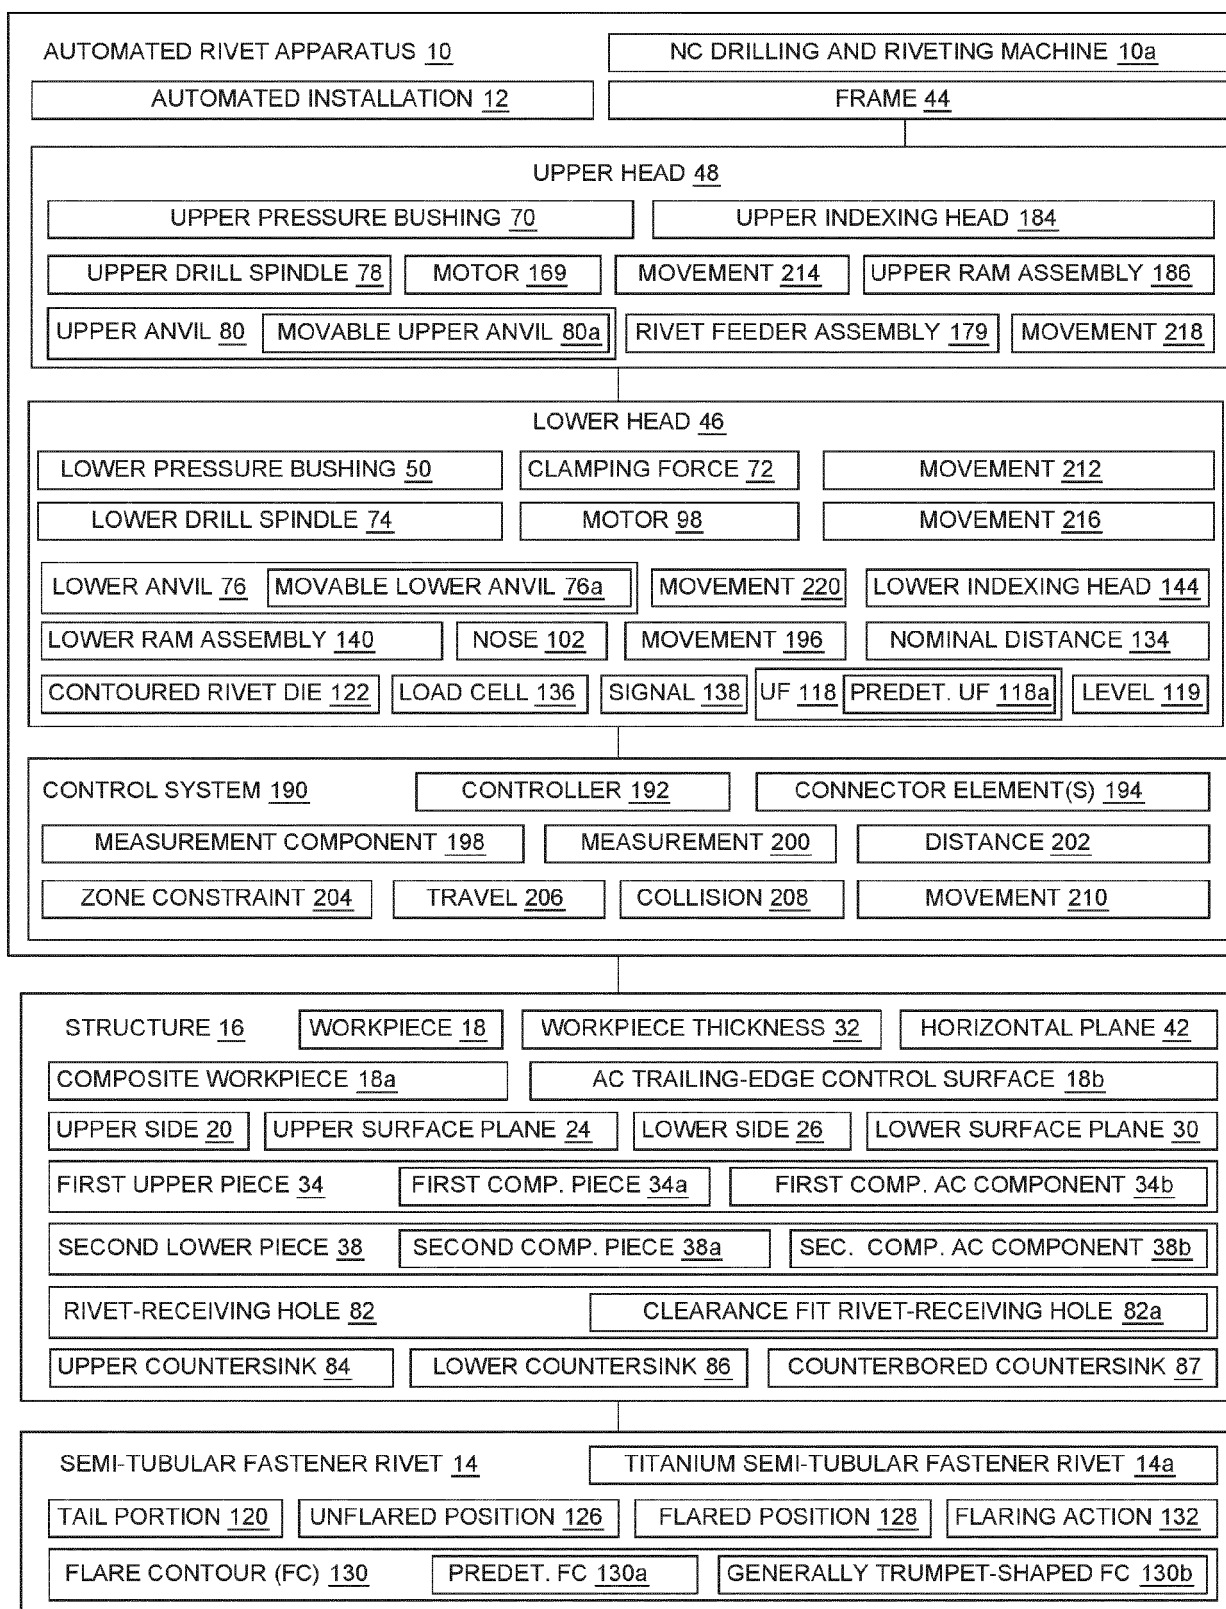 AUTOMATED RIVET APPARATUS 10 NC DRILLING AND RIVETING MACHINE 10a
AUTOMATED INSTALLATION 12 FRAME 44
UPPER HEAD 48
UPPER PRESSURE BUSHING 70 UPPER INDEXING HEAD 184
UPPER DRILL SPINDLE 78 MOTOR 169 MOVEMENT 214 UPPER RAM ASSEMBLY 186
UPPER ANVIL 80 MOVABLE UPPER ANVIL 80a RIVET FEEDER ASSEMBLY 179 MOVEMENT 218
LOWER HEAD 46
LOWER PRESSURE BUSHING 50 CLAMPING FORCE 72 MOVEMENT 212
LOWER DRILL SPINDLE 74 MOTOR 98 MOVEMENT 216
LOWER ANVIL 76 MOVABLE LOWER ANVIL 76a MOVEMENT 220 LOWER INDEXING HEAD 144
LOWER RAM ASSEMBLY 140 NOSE 102 MOVEMENT 196 NOMINAL DISTANCE 134
CONTOURED RIVET DIE 122 LOAD CELL 136 SIGNAL 138 UF 118 PREDET. UF 118a LEVEL 119
CONTROL SYSTEM 190 CONTROLLER 192 CONNECTOR ELEMENT(S) 194
MEASUREMENT COMPONENT 198 MEASUREMENT 200 DISTANCE 202
ZONE CONSTRAINT 204 TRAVEL 206 COLLISION 208 MOVEMENT 210
STRUCTURE 16 WORKPIECE 18 WORKPIECE THICKNESS 32 HORIZONTAL PLANE 42
COMPOSITE WORKPIECE 18a AC TRAILING-EDGE CONTROL SURFACE 18b
UPPER SIDE 20 UPPER SURFACE PLANE 24 LOWER SIDE 26 LOWER SURFACE PLANE 30
FIRST UPPER PIECE 34 FIRST COMP. PIECE 34a FIRST COMP. AC COMPONENT 34b
SECOND LOWER PIECE 38 SECOND COMP. PIECE 38a SEC. COMP. AC COMPONENT 38b
RIVET-RECEIVING HOLE 82 CLEARANCE FIT RIVET-RECEIVING HOLE 82a
UPPER COUNTERSINK 84 LOWER COUNTERSINK 86 COUNTERBORED COUNTERSINK 87
SEMI-TUBULAR FASTENER RIVET 14 TITANIUM SEMI-TUBULAR FASTENER RIVET 14a
TAIL PORTION 120 UNFLARED POSITION 126 FLARED POSITION 128 FLARING ACTION 132
FLARE CONTOUR (FC) 130 PREDET. FC 130a GENERALLY TRUMPET-SHAPED FC 130b